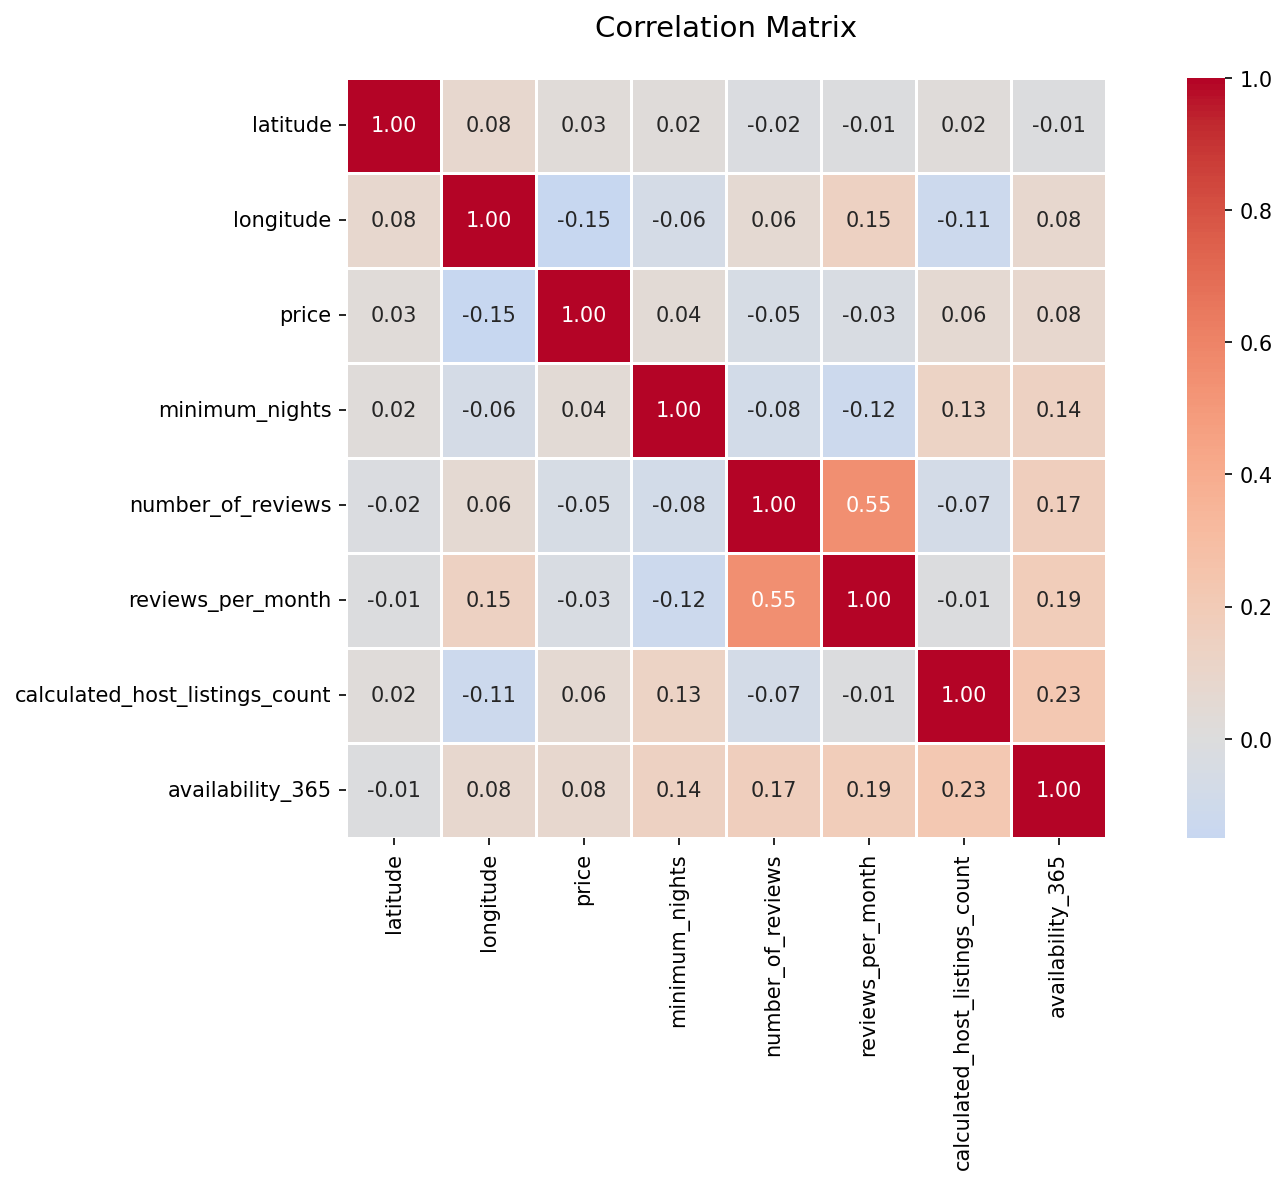 Correlation Matrix
latitude 1.00 0.08 0.03 0.02 -0.02 -0.01 0.02 -0.01
longitude 0.08 1.00 -0.15 -0.06 0.06 0.15 -0.11 0.08
price 0.03 -0.15 1.00 0.04 -0.05 -0.03 0.06 0.08
minimum_nights 0.02 -0.06 0.04 1.00 -0.08 -0.12 0.13 0.14
number_of_reviews -0.02 0.06 -0.05 -0.08 1.00 0.55 -0.07 0.17
reviews_per_month -0.01 0.15 -0.03 -0.12 0.55 1.00 -0.01 0.19
calculated_host_listings_count 0.02 -0.11 0.06 0.13 -0.07 -0.01 1.00 0.23
availability_365 -0.01 0.08 0.08 0.14 0.17 0.19 0.23 1.00
latitude
longitude
price
minimum_nights
number_of_reviews
reviews_per_month
calculated_host_listings_count
availability_365
1.0
0.8
0.6
0.4
0.2
0.0